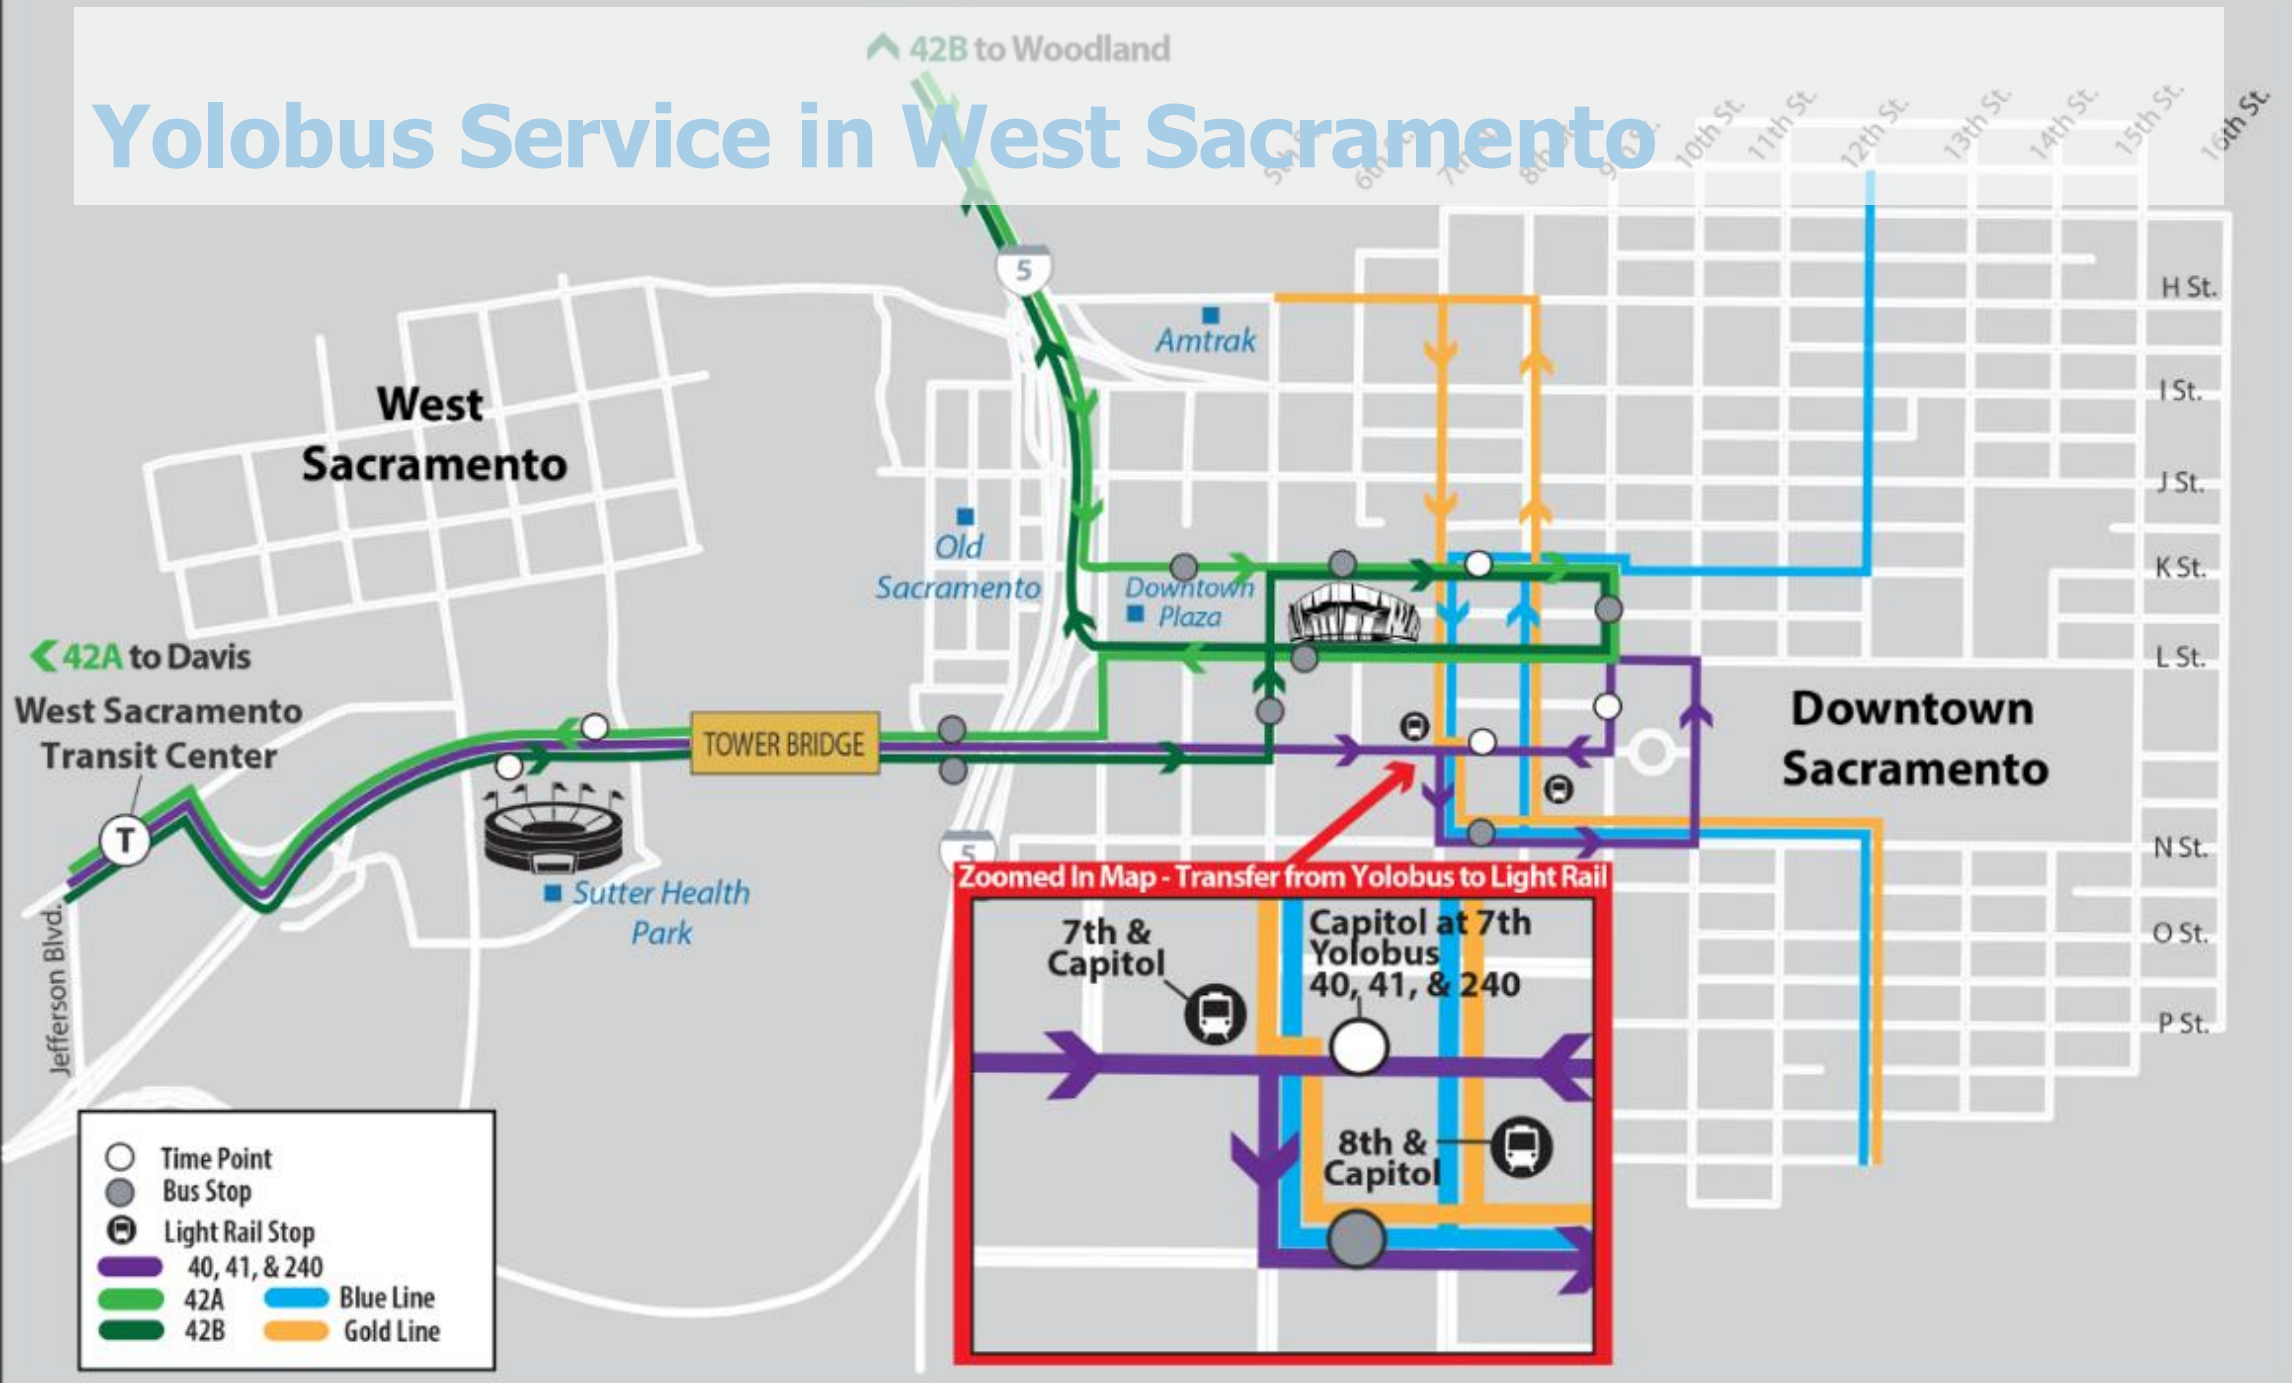 42B to Woodland
Yolobus Service in West Sacramento
5th St.
6th St.
7th
8th St.
9th St.
10th St.
11th St.
12th St.
13th St.
14th St.
15th St.
16th St.
5
H St.
Amtrak
I St.
West
Sacramento
J St.
Old
Sacramento
K St.
Downtown
Plaza
42A to Davis
L St.
West Sacramento
Transit Center
TOWER BRIDGE
Downtown
Sacramento
T
5
N St.
Zoomed In Map - Transfer from Yolobus to Light Rail
Sutter Health
Park
Jefferson Blvd.
7th &
Capitol
Capitol at 7th
Yolobus
40, 41, & 240
O St.
P St.
8th &
Capitol
Time Point
Bus Stop
Light Rail Stop
40, 41, & 240
42A
Blue Line
42B
Gold Line